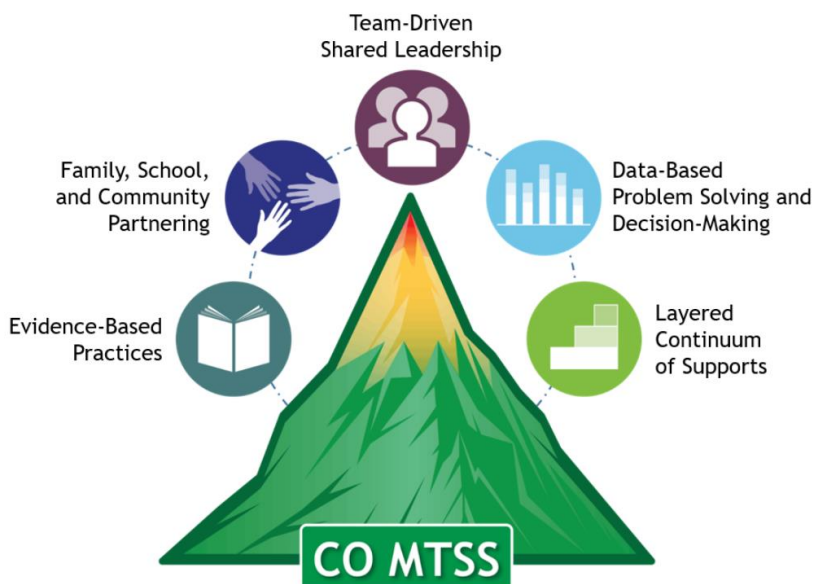 Team-Driven
Shared Leadership
Family, School,
and Community
Partnering
Data-Based
Problem Solving and
Decision-Making
Evidence-Based
Practices
Layered
Continuum
of Supports
CO MTSS